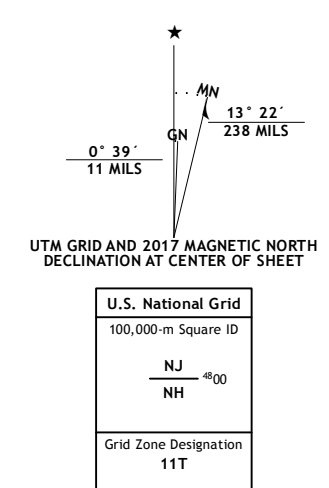 ★
MN
13° 22´
238 MILS
GN
0° 39´
11 MILS
UTM GRID AND 2017 MAGNETIC NORTH
DECLINATION AT CENTER OF SHEET
U.S. National Grid
100,000-m Square ID
NJ
4800
NH
Grid Zone Designation
11T